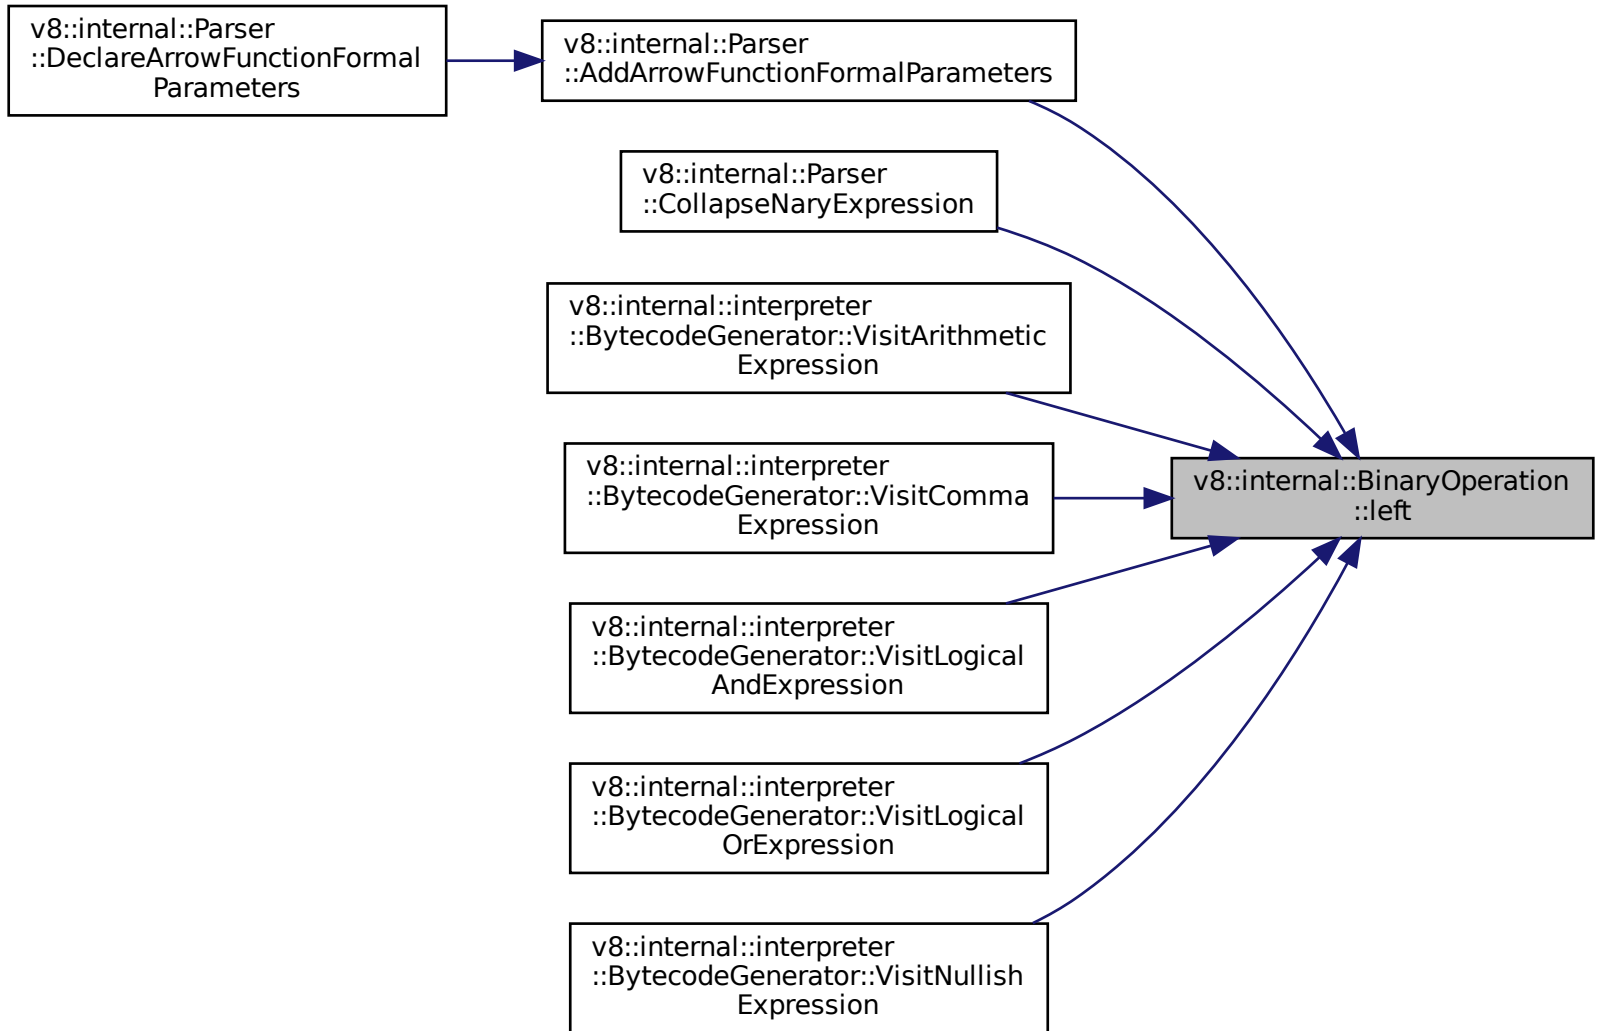 v8::internal::Parser
::DeclareArrowFunctionFormal
Parameters
v8::internal::Parser
::AddArrowFunctionFormalParameters
v8::internal::Parser
::CollapseNaryExpression
v8::internal::interpreter
::BytecodeGenerator::VisitArithmetic
Expression
v8::internal::interpreter
::BytecodeGenerator::VisitComma
Expression
v8::internal::BinaryOperation
::left
v8::internal::interpreter
::BytecodeGenerator::VisitLogical
AndExpression
v8::internal::interpreter
::BytecodeGenerator::VisitLogical
OrExpression
v8::internal::interpreter
::BytecodeGenerator::VisitNullish
Expression